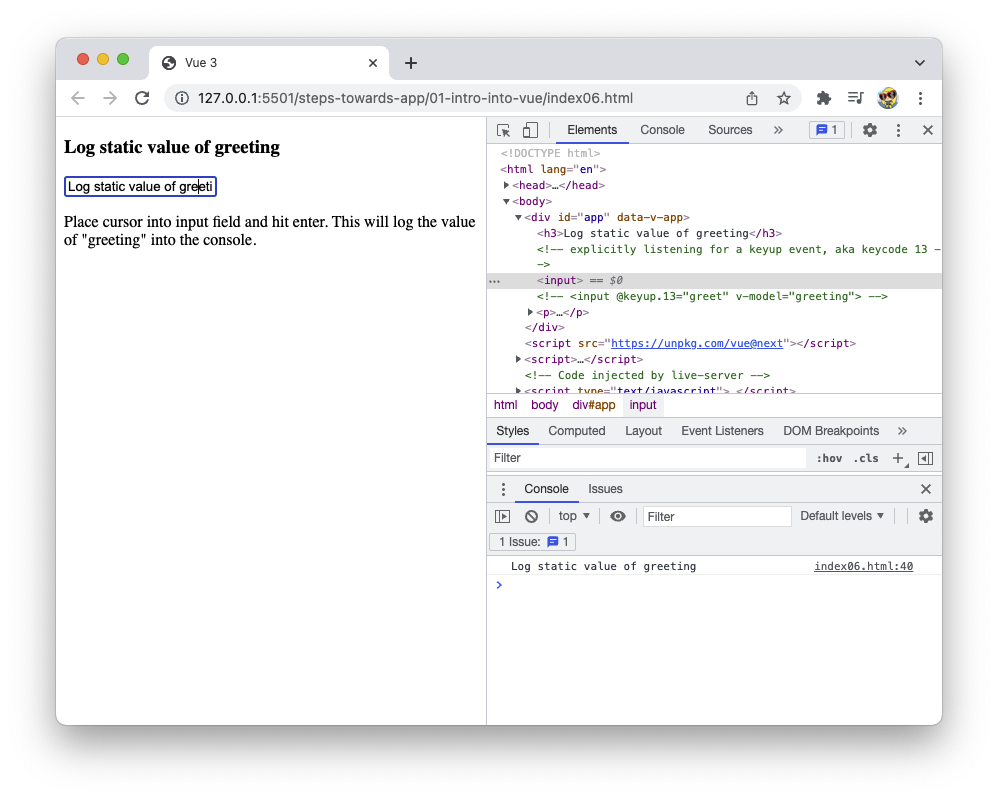 Vue 3
127.0.0.1:5501/steps-towards-app/01-intro-into-vue/index06.html
Log static value of greeting
Log static value of greeti
Place cursor into input field and hit enter. This will log the value
of "greeting" into the console.
Elements Console Sources » 1
<!DOCTYPE html>
<html lang="en">
<head>…</head>
<body>
<div id="app" data-v-app>
<h3>Log static value of greeting</h3>
<!-- explicitly listening for a keyup event, aka keycode 13 -
->
<input> == $0
<!-- <input @keyup.13="greet" v-model="greeting"> -->
<p>…</p>
</div>
<script src="https://unpkg.com/vue@next"></script>
<script>…</script>
<!-- Code injected by live-server -->
<script type="text/javascript"> </script>
html body div#app input
Styles Computed Layout Event Listeners DOM Breakpoints »
Filter :hov .cls +
Console Issues
top Filter Default levels
1 Issue: 1
Log static value of greeting index06.html:40
>